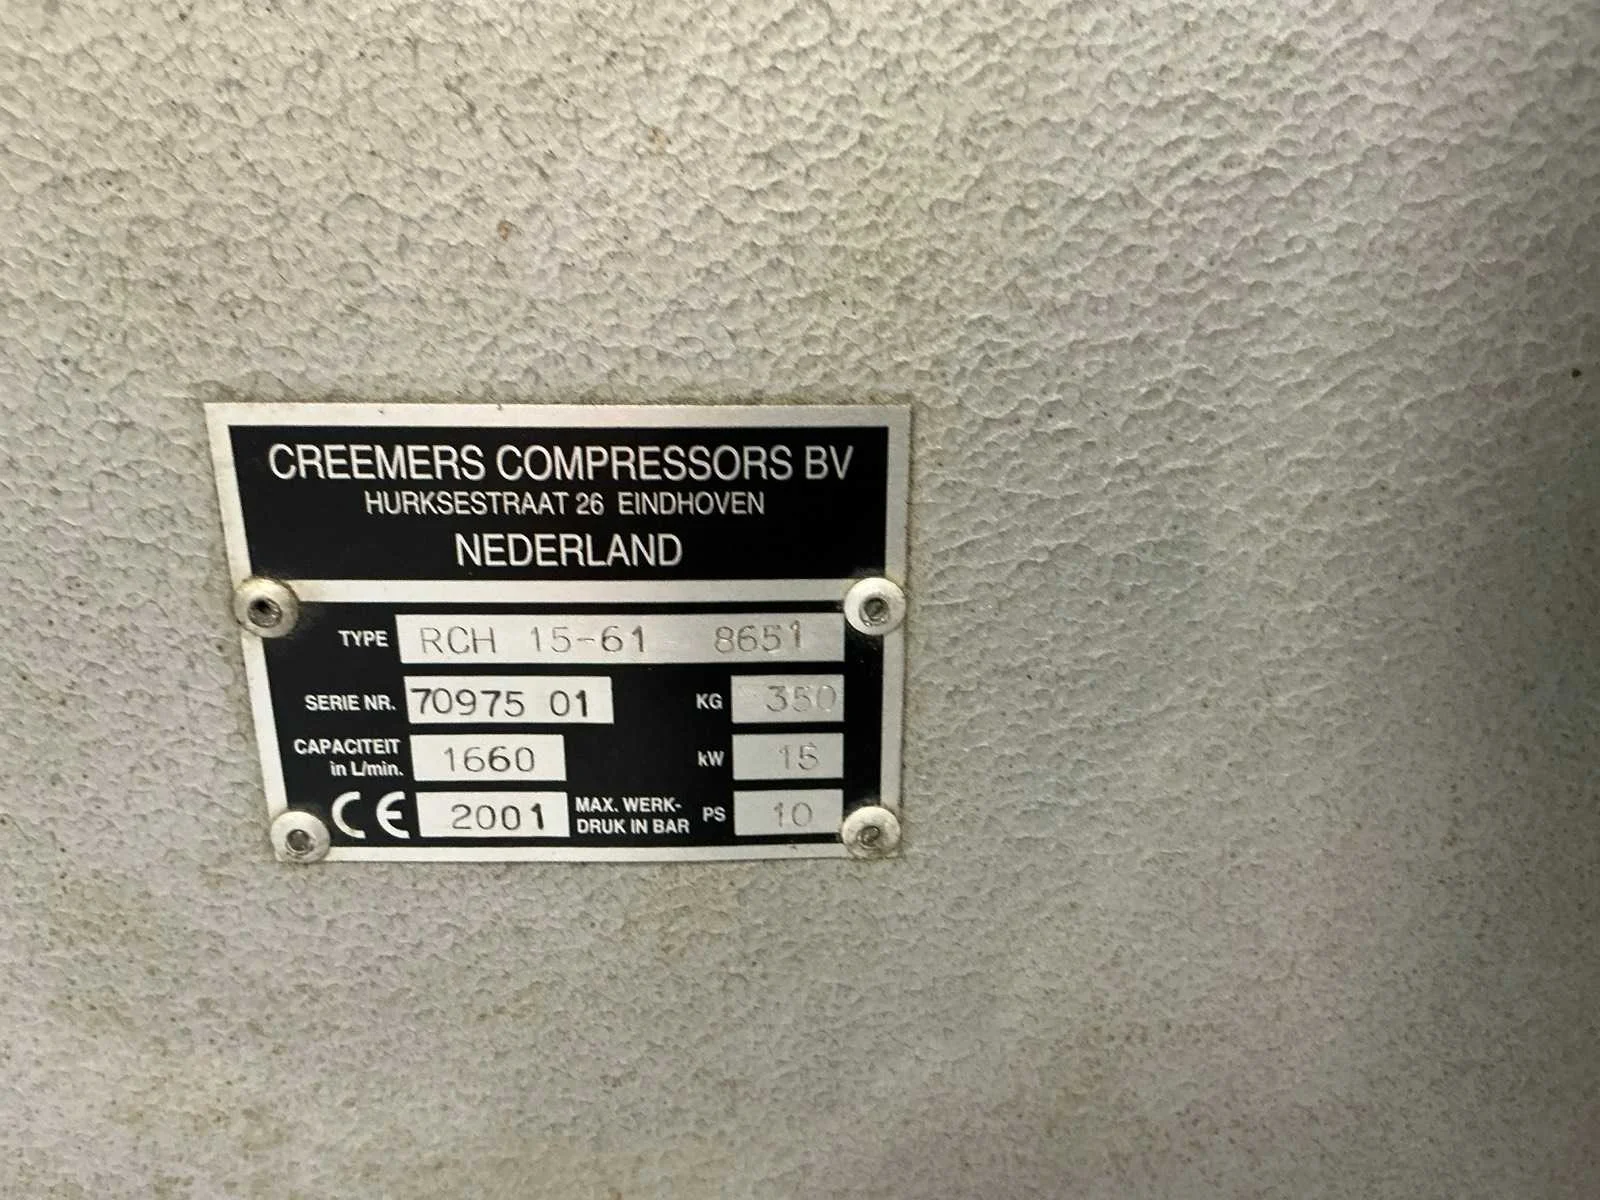 CREEMERS COMPRESSORS BV
HURKSESTRAAT 26 EINDHOVEN
NEDERLAND
TYPE RCH 15-61 8651
SERIE NR. 70975 01 KG 350
CAPACITEIT in L/min. 1660 kW 15
CE 2001 MAX. WERK-
DRUK IN BAR PS 10